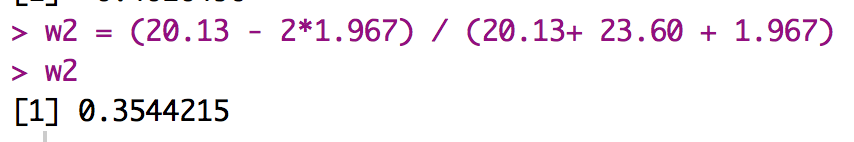 > w2 = (20.13 - 2*1.967) / (20.13+ 23.60 + 1.967)
> w2
[1] 0.3544215